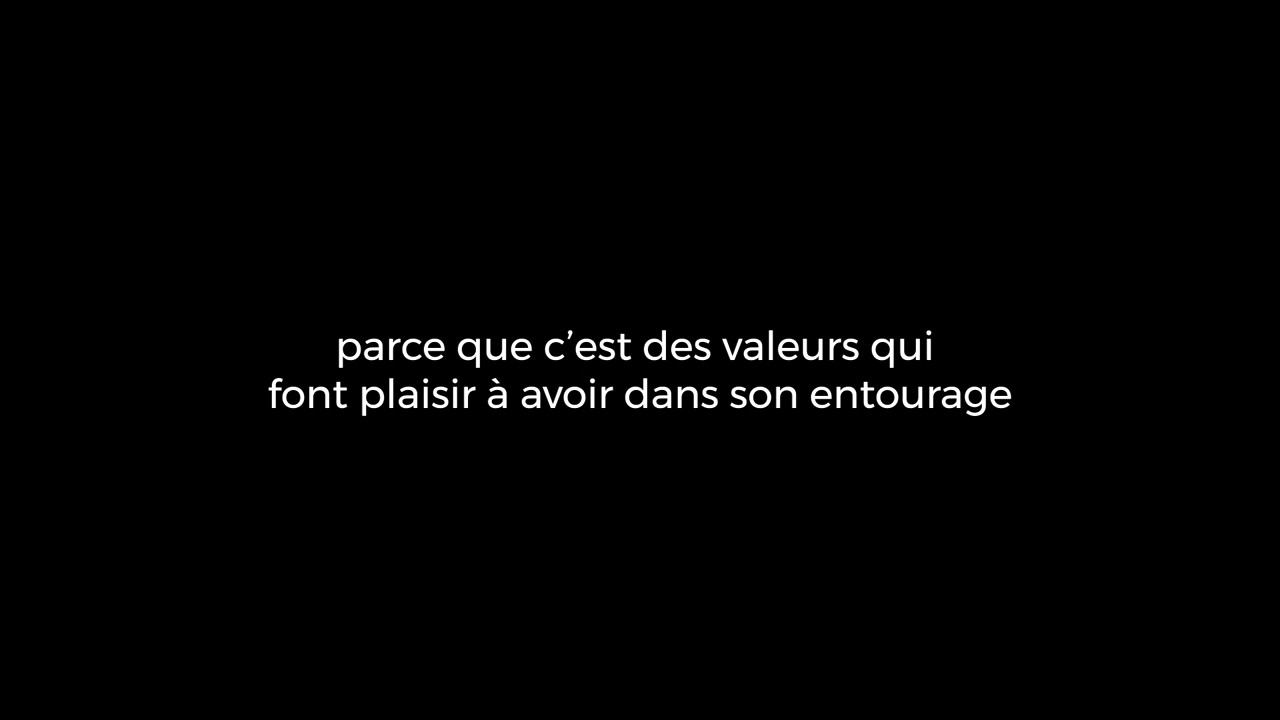 parce que c’est des valeurs qui
font plaisir à avoir dans son entourage